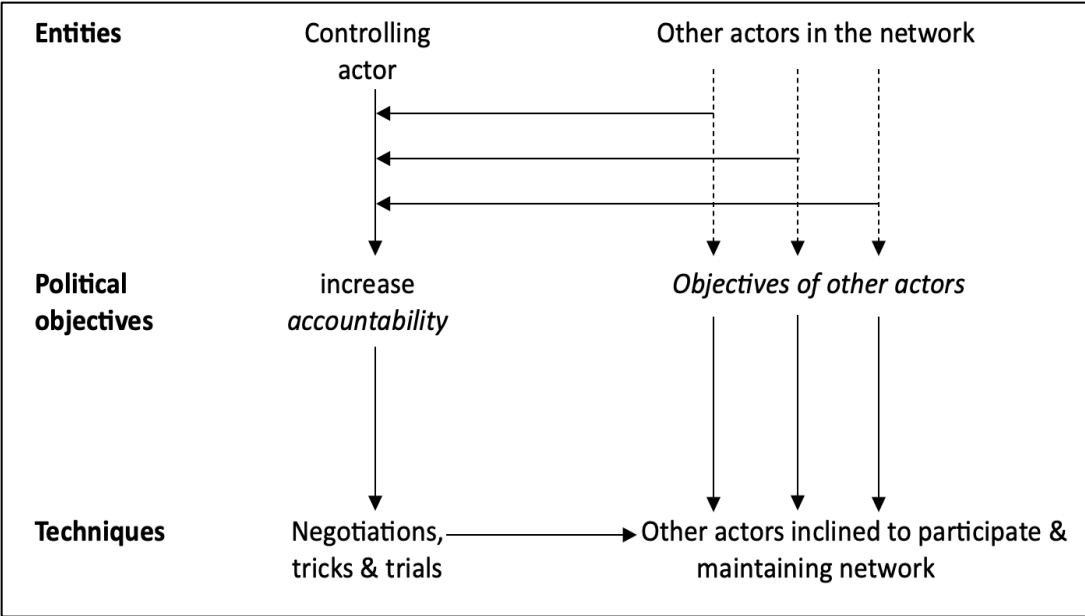 Entities
Controlling
actor
Other actors in the network
Political
objectives
increase
accountability
Objectives of other actors
Techniques
Negotiations,
tricks & trials
Other actors inclined to participate &
maintaining network